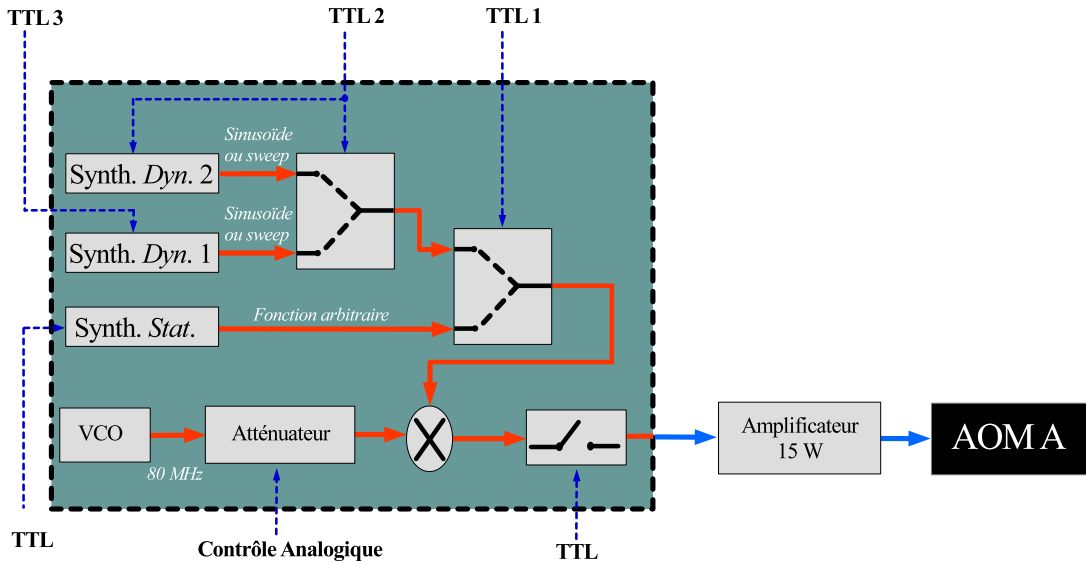 TTL 3
TTL 2
TTL 1
Sinusoïde
ou sweep
Synth. Dyn. 2
Sinusoïde
ou sweep
Synth. Dyn. 1
Fonction arbitraire
Synth. Stat.
VCO
80 MHz
Atténuateur
Amplificateur
15 W
AOM A
TTL
Contrôle Analogique
TTL